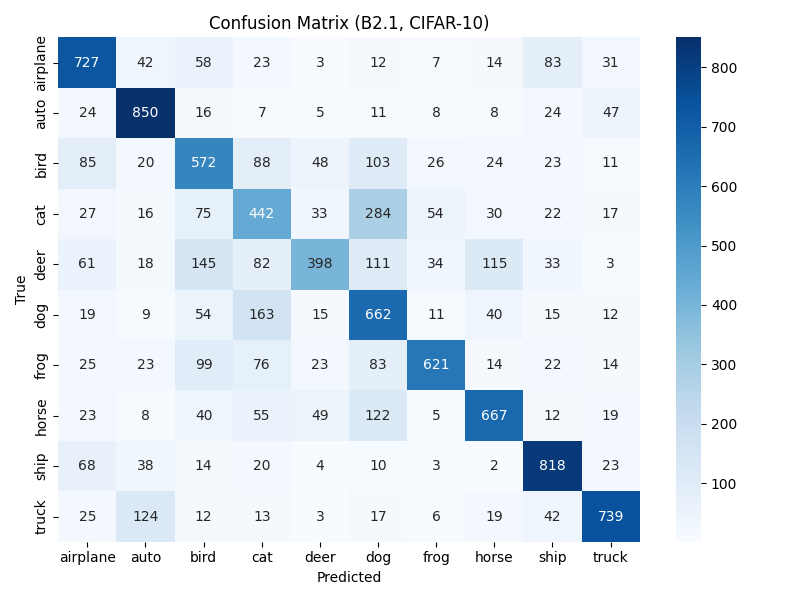 Confusion Matrix (B2.1, CIFAR-10)
True
airplane 727 42 58 23 3 12 7 14 83 31
auto 24 850 16 7 5 11 8 8 24 47
bird 85 20 572 88 48 103 26 24 23 11
cat 27 16 75 442 33 284 54 30 22 17
deer 61 18 145 82 398 111 34 115 33 3
dog 19 9 54 163 15 662 11 40 15 12
frog 25 23 99 76 23 83 621 14 22 14
horse 23 8 40 55 49 122 5 667 12 19
ship 68 38 14 20 4 10 3 2 818 23
truck 25 124 12 13 3 17 6 19 42 739
airplane auto bird cat deer dog frog horse ship truck
Predicted
800
700
600
500
400
300
200
100